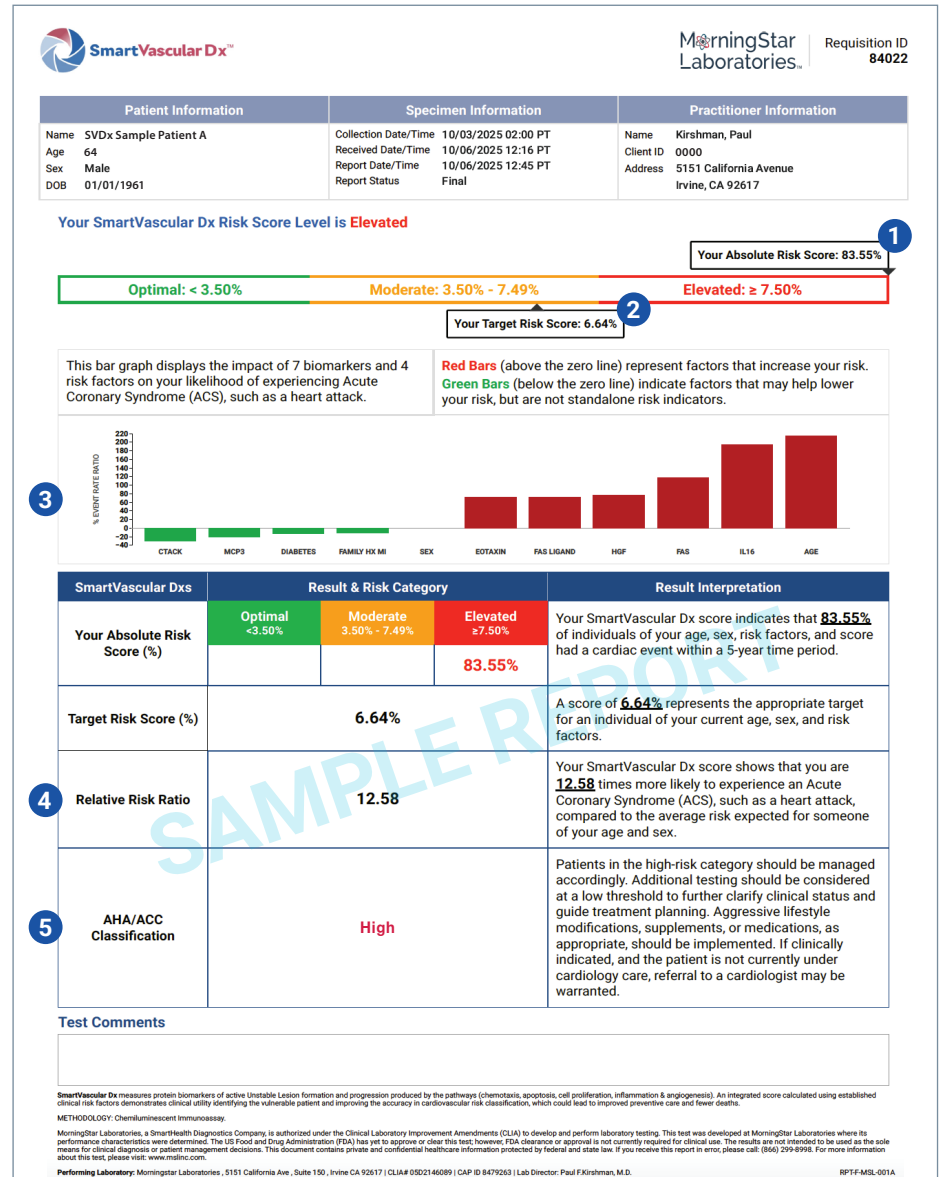 SmartVascular Dx™
MorningStar
Laboratories™
Requisition ID
84022
Patient Information
Name SVDx Sample Patient A
Age 64
Sex Male
DOB 01/01/1961
Specimen Information
Collection Date/Time 10/03/2025 02:00 PT
Received Date/Time 10/06/2025 12:16 PT
Report Date/Time 10/06/2025 12:45 PT
Report Status Final
Practitioner Information
Name Kirshman, Paul
Client ID 0000
Address 5151 California Avenue
Irvine, CA 92617
Your SmartVascular Dx Risk Score Level is Elevated
1
Your Absolute Risk Score: 83.55%
Optimal: < 3.50%
Moderate: 3.50% - 7.49%
Elevated: ≥ 7.50%
2
Your Target Risk Score: 6.64%
This bar graph displays the impact of 7 biomarkers and 4
risk factors on your likelihood of experiencing Acute
Coronary Syndrome (ACS), such as a heart attack.
Red Bars (above the zero line) represent factors that increase your risk.
Green Bars (below the zero line) indicate factors that may help lower
your risk, but are not standalone risk indicators.
3
% EVENT RATE RATIO
220
200
180
160
140
120
100
80
60
40
20
0
-20
-40
CTACK MCP3 DIABETES FAMILY HX MI SEX EOTAXIN FAS LIGAND HGF FAS IL16 AGE
SmartVascular Dxs
Result & Risk Category
Result Interpretation
Your Absolute Risk
Score (%)
Optimal
<3.50%
Moderate
3.50% - 7.49%
Elevated
≥7.50%
83.55%
Your SmartVascular Dx score indicates that 83.55%
of individuals of your age, sex, risk factors, and score
had a cardiac event within a 5-year time period.
Target Risk Score (%)
6.64%
A score of 6.64% represents the appropriate target
for an individual of your current age, sex, and risk
factors.
4
Relative Risk Ratio
12.58
Your SmartVascular Dx score shows that you are
12.58 times more likely to experience an Acute
Coronary Syndrome (ACS), such as a heart attack,
compared to the average risk expected for someone
of your age and sex.
5
AHA/ACC
Classification
High
Patients in the high-risk category should be managed
accordingly. Additional testing should be considered
at a low threshold to further clarify clinical status and
guide treatment planning. Aggressive lifestyle
modifications, supplements, or medications, as
appropriate, should be implemented. If clinically
indicated, and the patient is not currently under
cardiology care, referral to a cardiologist may be
warranted.
SAMPLE REPORT
Test Comments
SmartVascular Dx measures protein biomarkers of active Unstable Lesion formation and progression produced by the pathways (chemotaxis, apoptosis, cell proliferation, inflammation & angiogenesis). An integrated score calculated using established
clinical risk factors demonstrates clinical utility identifying the vulnerable patient and improving the accuracy in cardiovascular risk classification, which could lead to improved preventive care and fewer deaths.
METHODOLOGY: Chemiluminescent Immunoassay.
MorningStar Laboratories, a SmartHealth Diagnostics Company, is authorized under the Clinical Laboratory Improvement Amendments (CLIA) to develop and perform laboratory testing. This test was developed at MorningStar Laboratories where its
performance characteristics were determined. The US Food and Drug Administration (FDA) has yet to approve or clear this test; however, FDA clearance or approval is not currently required for clinical use. The results are not intended to be used as the sole
means for clinical diagnosis or patient management decisions. This document contains private and confidential healthcare information protected by federal and state law. If you receive this report in error, please call: (866) 299-8998. For more information
about this test, please visit: www.mslinc.com.
Performing Laboratory: Morningstar Laboratories , 5151 California Ave , Suite 150 , Irvine CA 92617 | CLIA# 05D2146089 | CAP ID 8479263 | Lab Director: Paul F.Kirshman, M.D.
RPT-F-MSL-001A